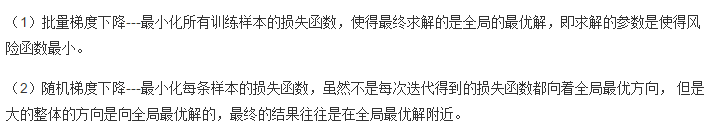 （1）批量梯度下降---最小化所有训练样本的损失函数，使得最终求解的是全局的最优解，即求解的参数是使得风
险函数最小。
（2）随机梯度下降---最小化每条样本的损失函数，虽然不是每次迭代得到的损失函数都向着全局最优方向， 但是
大的整体的方向是向全局最优解的，最终的结果往往是在全局最优解附近。